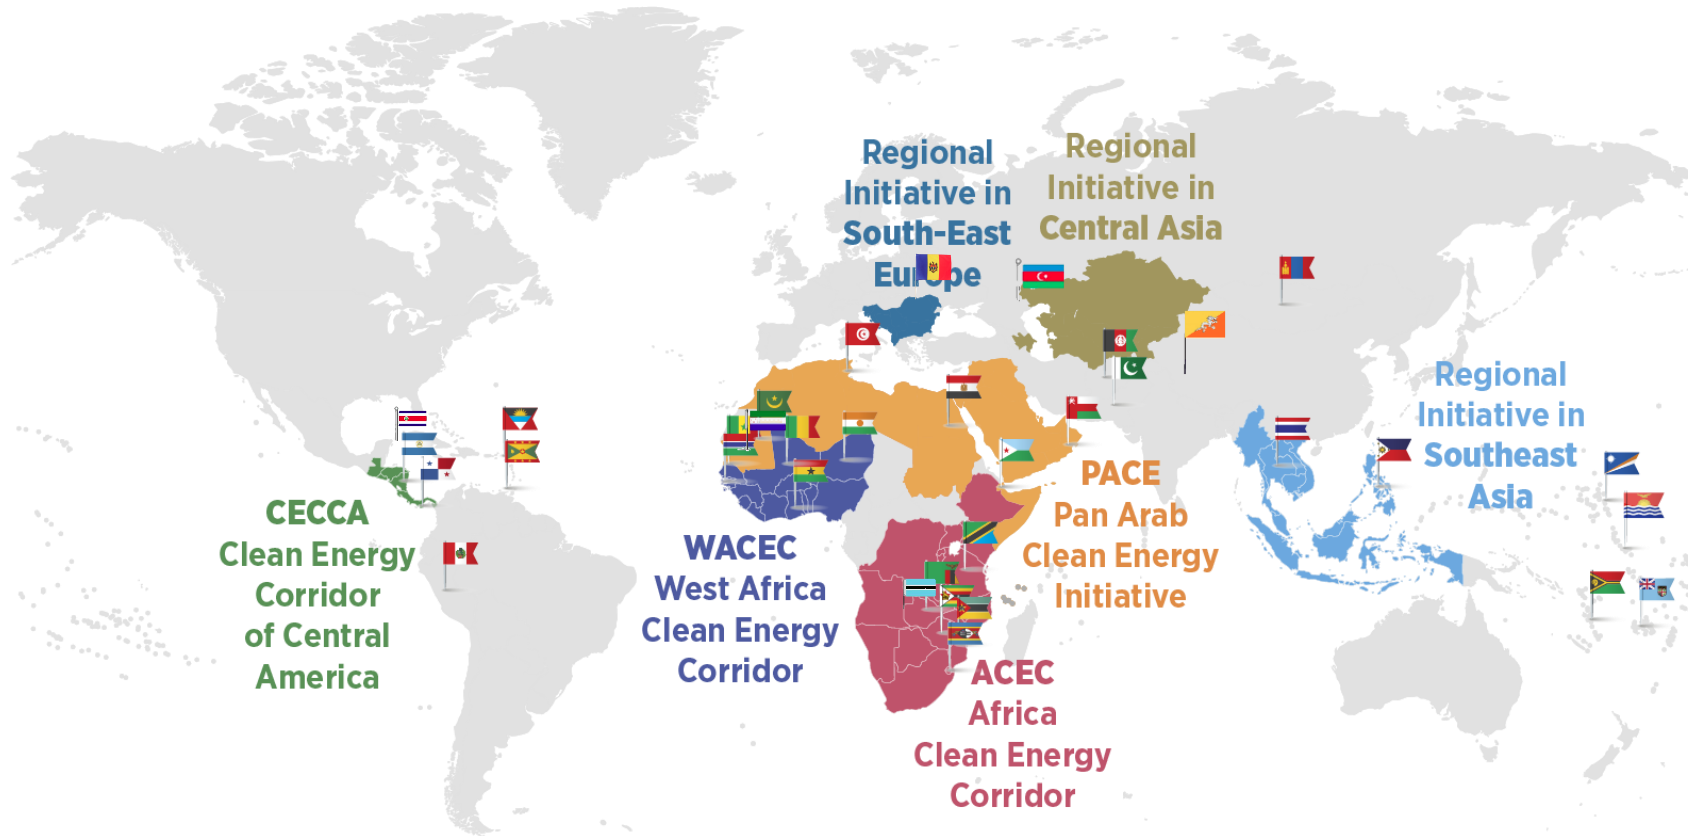 Regional
Initiative in
South-East
Europe
Regional
Initiative in
Central Asia
Regional
Initiative in
Southeast
Asia
CECCA
Clean Energy
Corridor
of Central
America
WACEC
West Africa
Clean Energy
Corridor
PACE
Pan Arab
Clean Energy
Initiative
ACEC
Africa
Clean Energy
Corridor